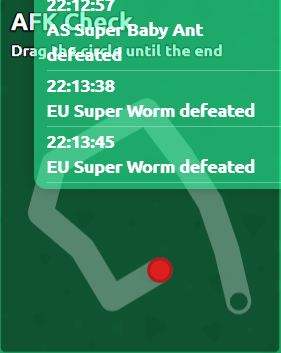 22:12:57
AFK Check
AS Super Baby Ant
defeated
Drag the circle until the end
22:13:38
EU Super Worm defeated
22:13:45
EU Super Worm defeated